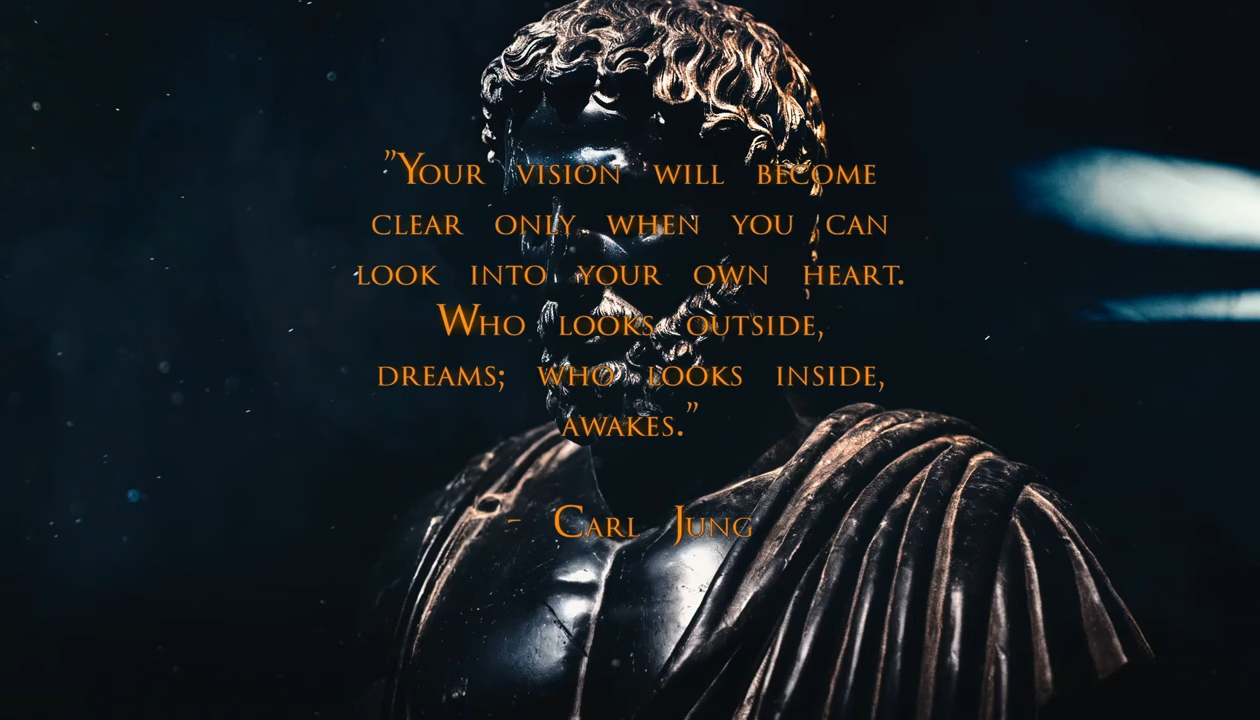 "Your vision will become
clear only when you can
look into your own heart.
Who looks outside,
dreams; who looks inside,
awakes."
- Carl Jung